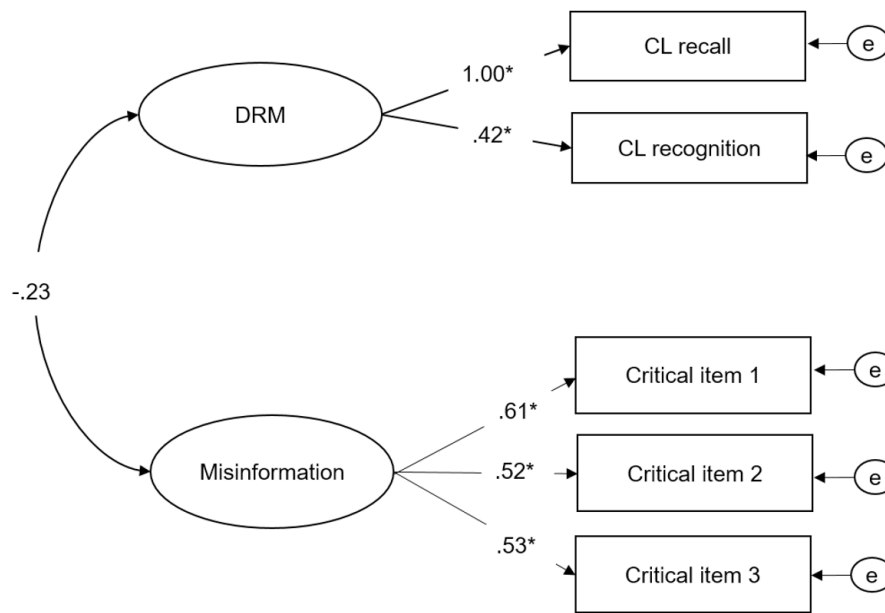 CL recall
e
1.00*
DRM
.42*
CL recognition
e
-.23
Critical item 1
e
.61*
Misinformation
.52*
Critical item 2
e
.53*
Critical item 3
e